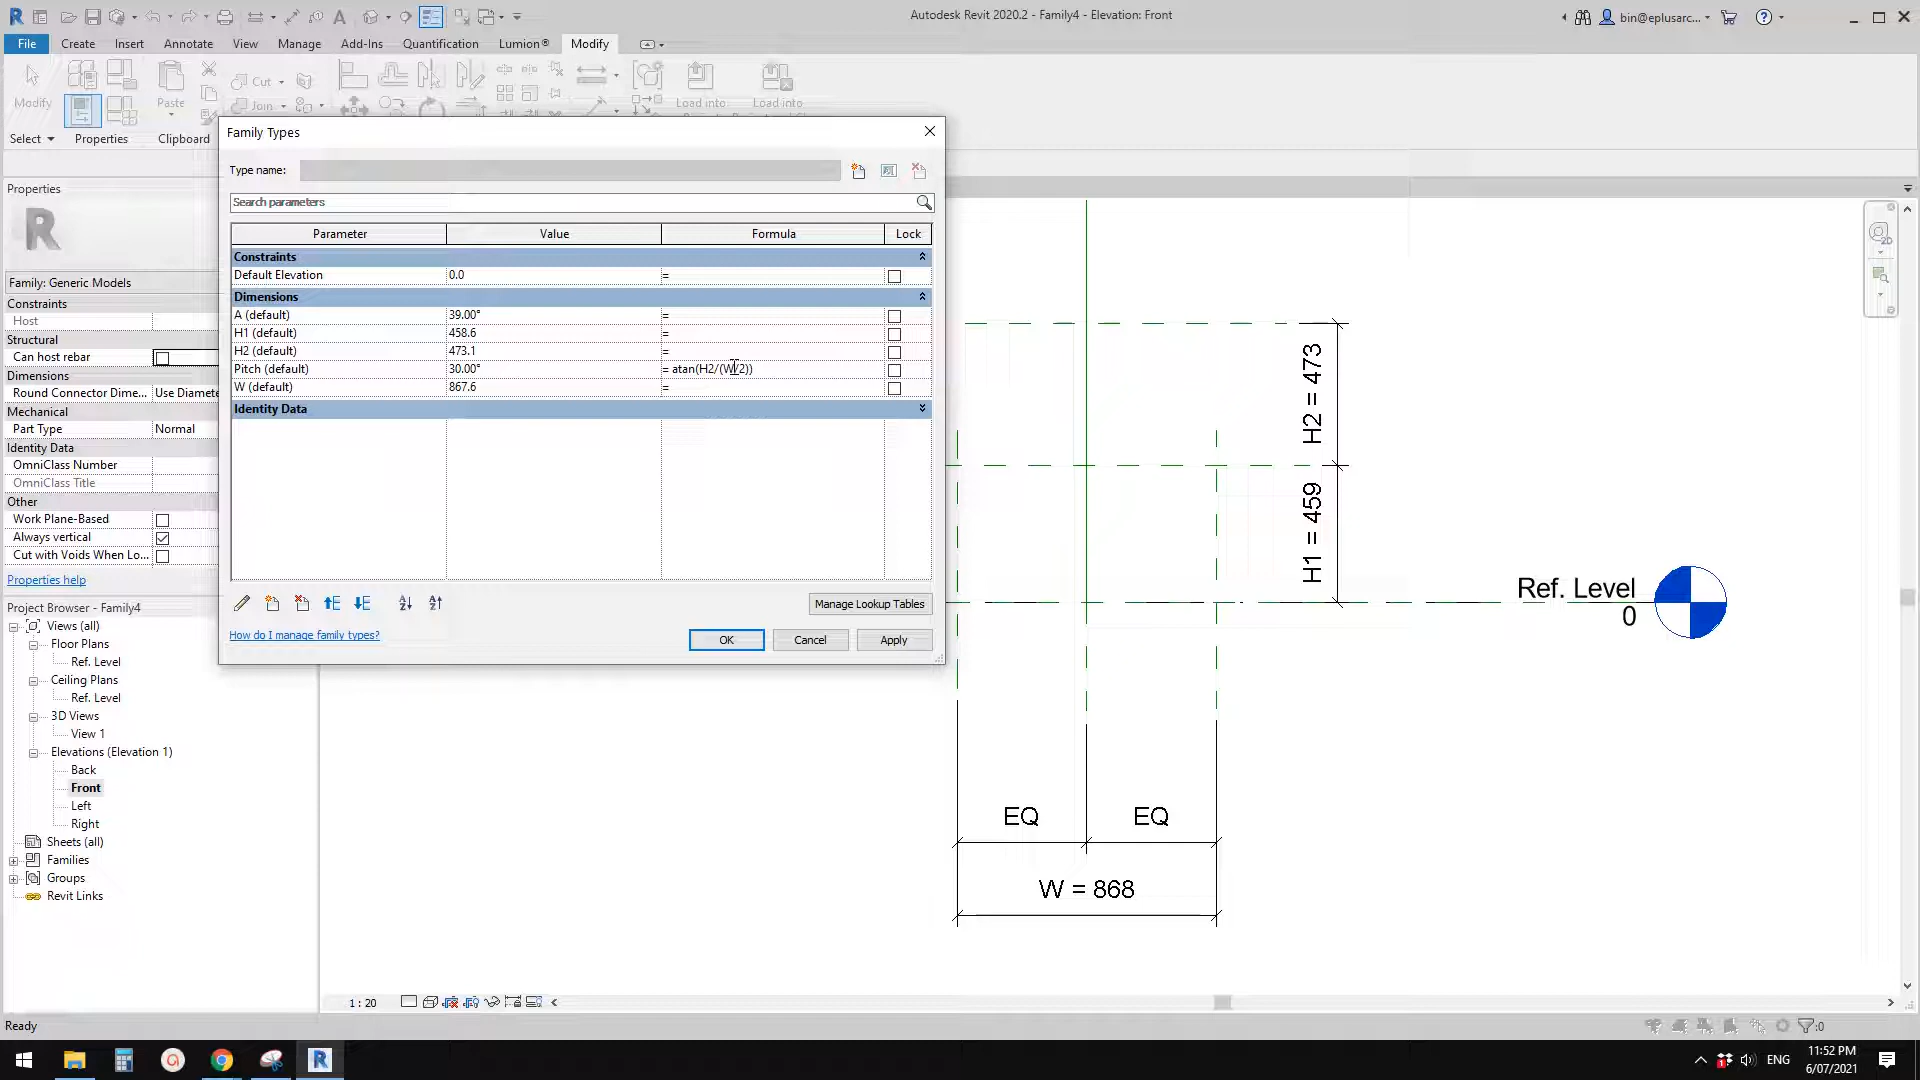 Autodesk Revit 2020.2 - Family4 - Elevation: Front
bin@eplusarc...
File Create Insert Annotate View Manage Add-Ins Quantification Lumion® Modify
Modify
Paste
Cut
Join
Load into
Load into
Select Properties Clipboard
Properties
Family: Generic Models
Constraints
Host
Structural
Can host rebar
Dimensions
Round Connector Dime... Use Diamete
Mechanical
Part Type Normal
Identity Data
OmniClass Number
OmniClass Title
Other
Work Plane-Based
Always vertical
Cut with Voids When Lo...
Properties help
Project Browser - Family4
Views (all)
Floor Plans
Ref. Level
Ceiling Plans
Ref. Level
3D Views
View 1
Elevations (Elevation 1)
Back
Front
Left
Right
Sheets (all)
Families
Groups
Revit Links
Family Types
Type name:
Search parameters
Parameter Value Formula Lock
Constraints
Default Elevation 0.0 =
Dimensions
A (default) 39.00° =
H1 (default) 458.6 =
H2 (default) 473.1 =
Pitch (default) 30.00° = atan(H2/(W/2))
W (default) 867.6 =
Identity Data
Manage Lookup Tables
How do I manage family types?
OK Cancel Apply
H2 = 473
H1 = 459
Ref. Level
0
EQ EQ
W = 868
1 : 20
Ready
:0
ENG
11:52 PM
6/07/2021